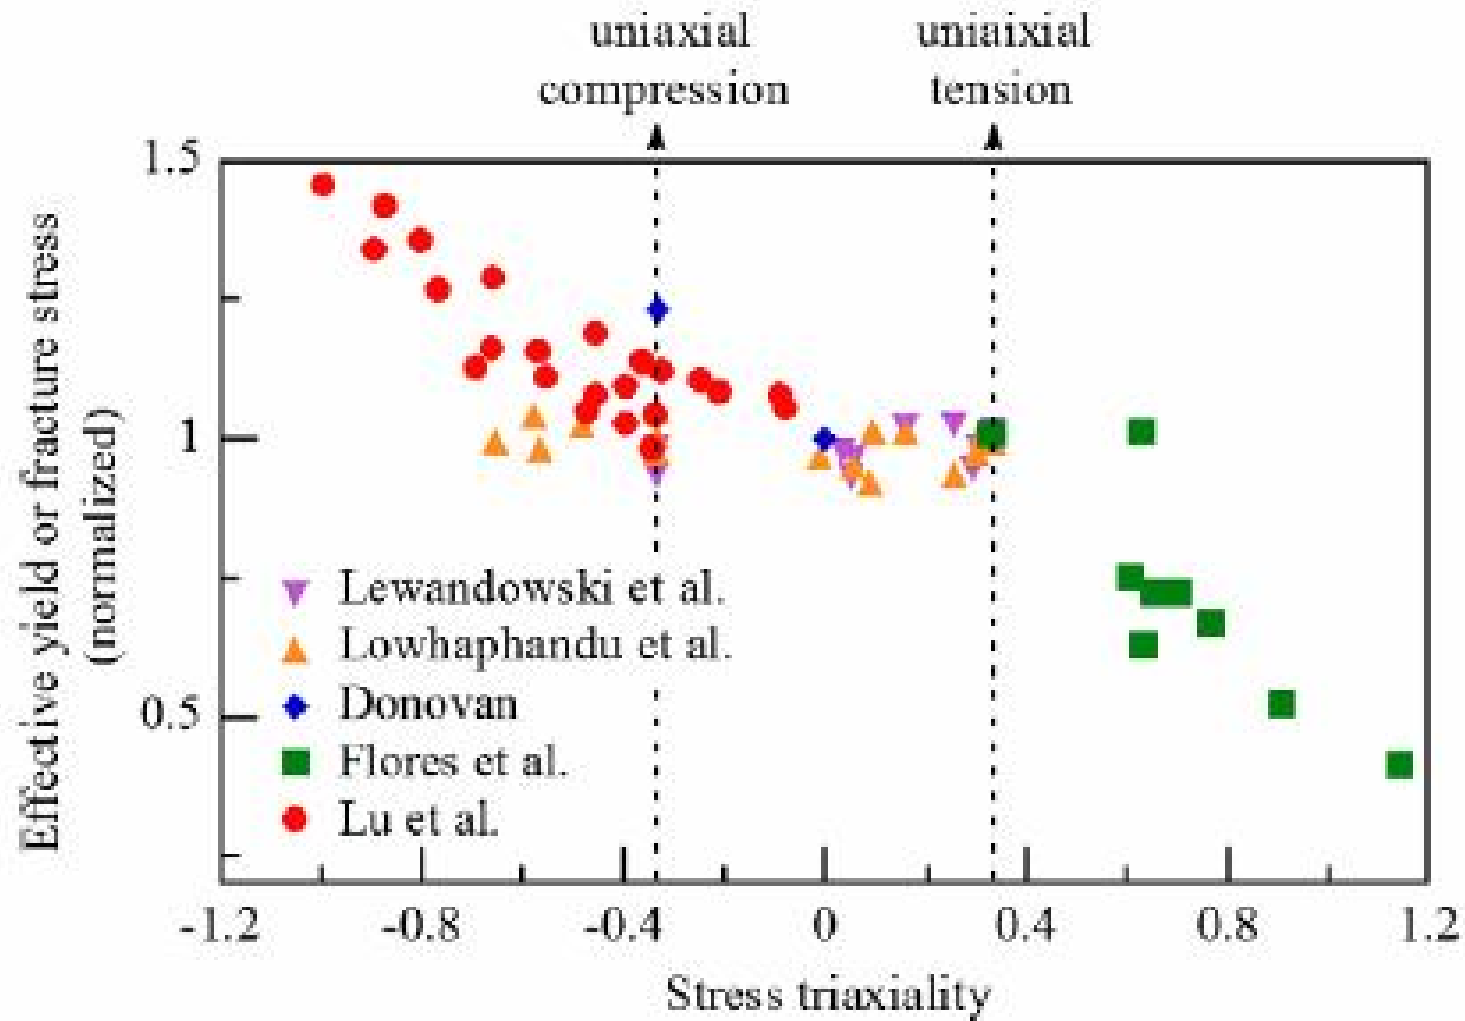 uniaxial
compression
uniaixial
tension
1.5
1
0.5
Effective yield or fracture stress
(normalized)
Lewandowski et al.
Lowhaphandu et al.
Donovan
Flores et al.
Lu et al.
-1.2
-0.8
-0.4
0
0.4
0.8
1.2
Stress triaxiality